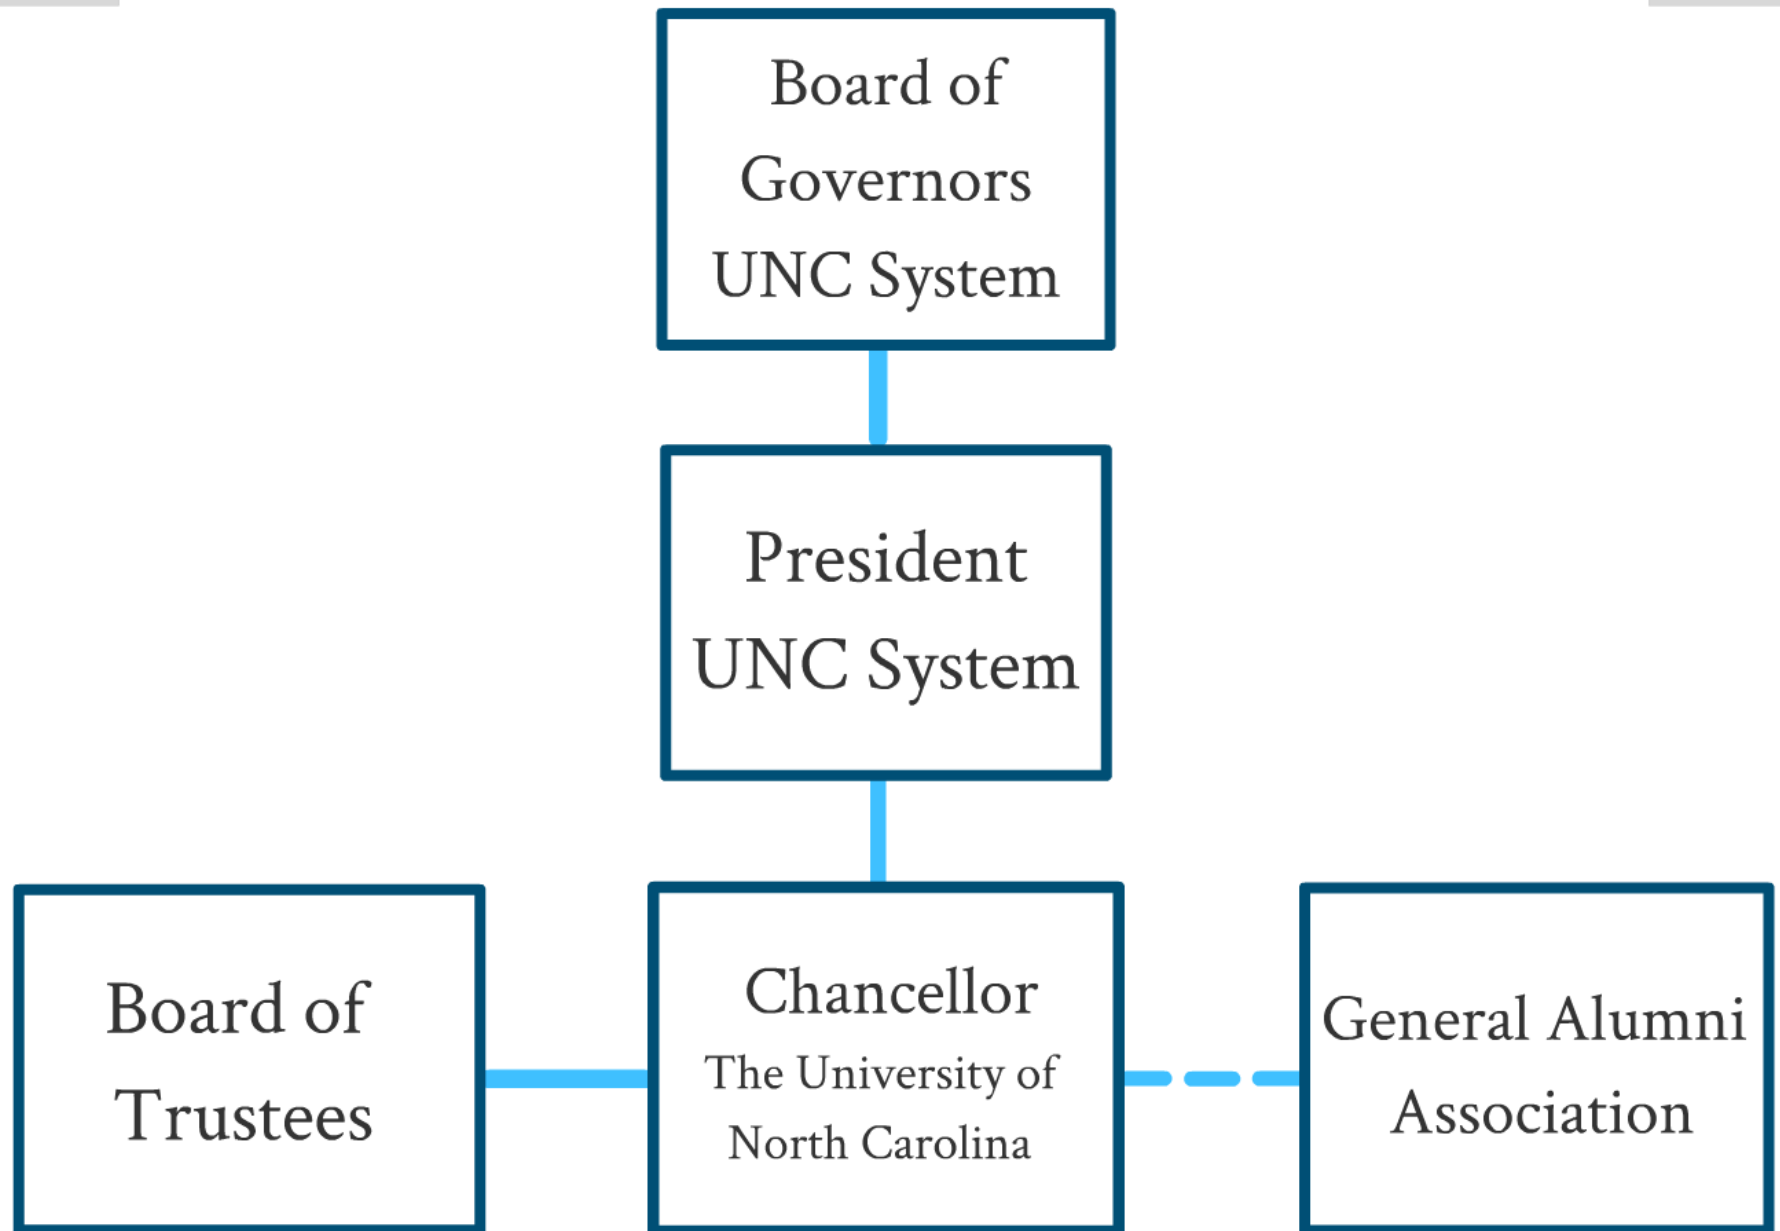 Board of
Governors
UNC System
President
UNC System
Board of
Trustees
Chancellor
The University of
North Carolina
General Alumni
Association